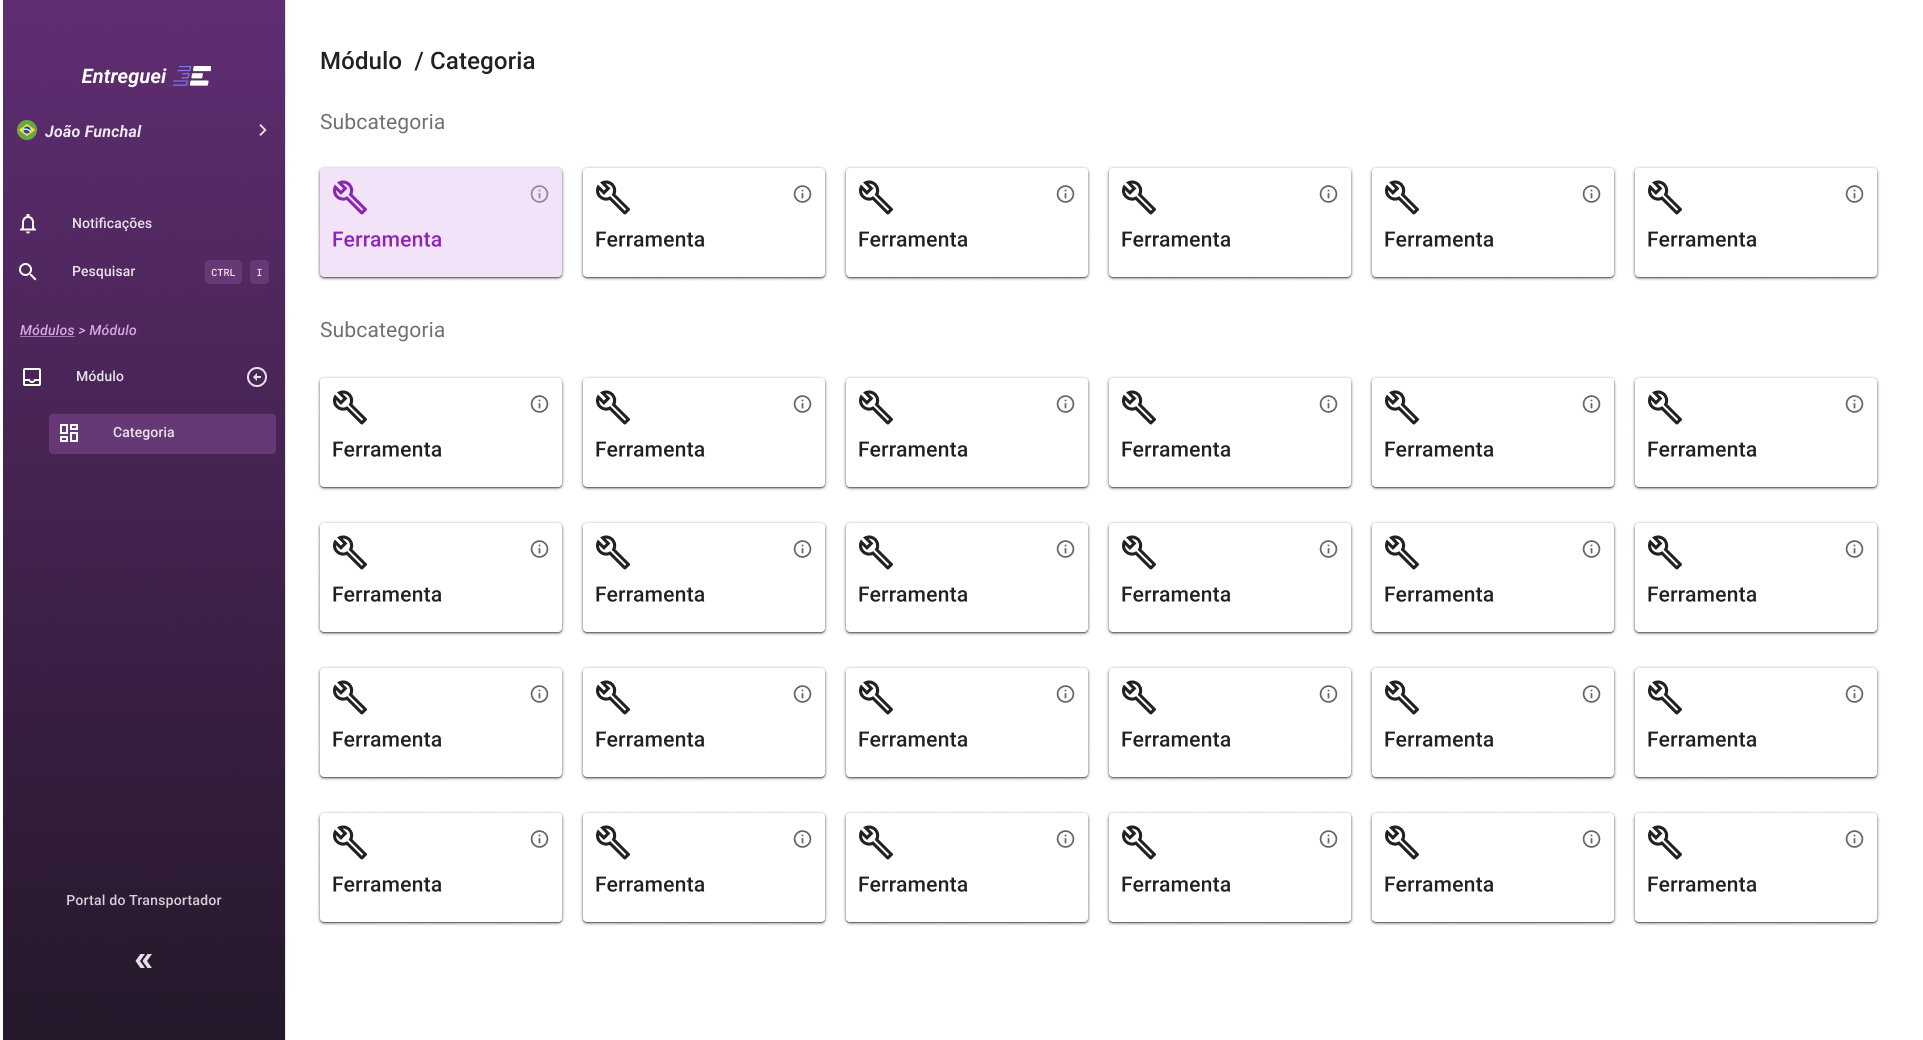 Entreguei
João Funchal
Notificações
Pesquisar CTRL I
Módulos > Módulo
Módulo
Categoria
Portal do Transportador
Módulo / Categoria
Subcategoria
Ferramenta Ferramenta Ferramenta Ferramenta Ferramenta Ferramenta
Subcategoria
Ferramenta Ferramenta Ferramenta Ferramenta Ferramenta Ferramenta
Ferramenta Ferramenta Ferramenta Ferramenta Ferramenta Ferramenta
Ferramenta Ferramenta Ferramenta Ferramenta Ferramenta Ferramenta
Ferramenta Ferramenta Ferramenta Ferramenta Ferramenta Ferramenta